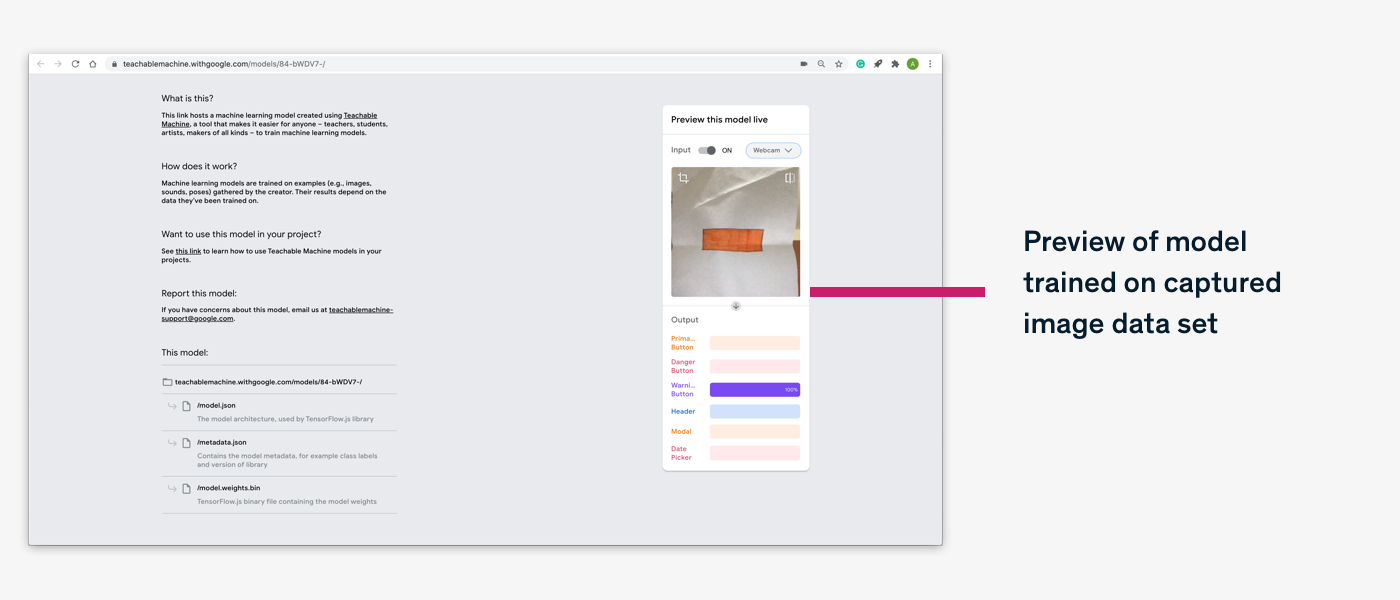 teachablemachine.withgoogle.com/models/84-bWDV7-/
A
What is this?
This link hosts a machine learning model created using Teachable
Machine, a tool that makes it easier for anyone – teachers, students,
artists, makers of all kinds – to train machine learning models.
How does it work?
Machine learning models are trained on examples (e.g., images,
sounds, poses) gathered by the creator. Their results depend on the
data they've been trained on.
Want to use this model in your project?
See this link to learn how to use Teachable Machine models in your
projects.
Report this model:
If you have concerns about this model, email us at teachablemachine-
support@google.com.
This model:
teachablemachine.withgoogle.com/models/84-bWDV7-/
/model.json
The model architecture, used by TensorFlow.js library
/metadata.json
Contains the model metadata, for example class labels
and version of library
/model.weights.bin
TensorFlow.js binary file containing the model weights
Preview this model live
Input ON Webcam
Output
Prima...
Button
Danger
Button
Warni...
Button
100%
Header
Modal
Date
Picker
Preview of model
trained on captured
image data set